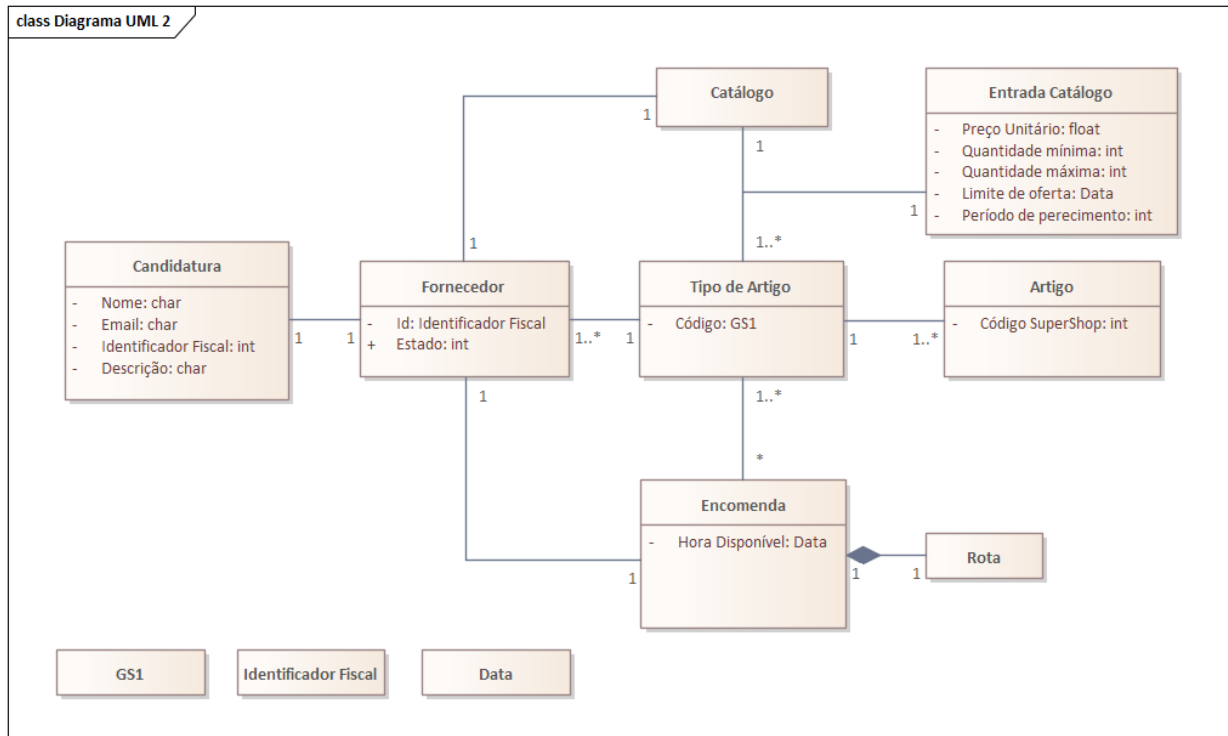 class Diagrama UML 2
Catálogo
1
1
Entrada Catálogo
- Preço Unitário: float
- Quantidade mínima: int
- Quantidade máxima: int
- Limite de oferta: Data
- Período de perecimento: int
1
1
1..*
Candidatura
- Nome: char
- Email: char
- Identificador Fiscal: int
- Descrição: char
1
1
Fornecedor
- Id: Identificador Fiscal
+ Estado: int
1..*
1
Tipo de Artigo
- Código: GS1
1
1..*
Artigo
- Código SuperShop: int
1
1..*
*
Encomenda
- Hora Disponível: Data
1
1
1
Rota
GS1
Identificador Fiscal
Data